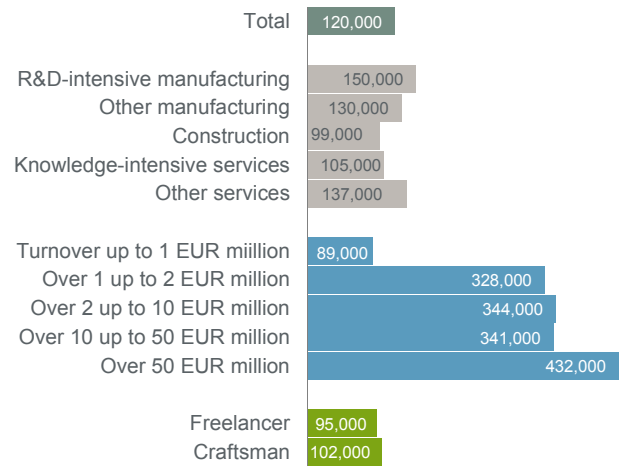 Total 120,000
R&D-intensive manufacturing 150,000
Other manufacturing 130,000
Construction 99,000
Knowledge-intensive services 105,000
Other services 137,000
Turnover up to 1 EUR miillion 89,000
Over 1 up to 2 EUR million 328,000
Over 2 up to 10 EUR million 344,000
Over 10 up to 50 EUR million 341,000
Over 50 EUR million 432,000
Freelancer 95,000
Craftsman 102,000